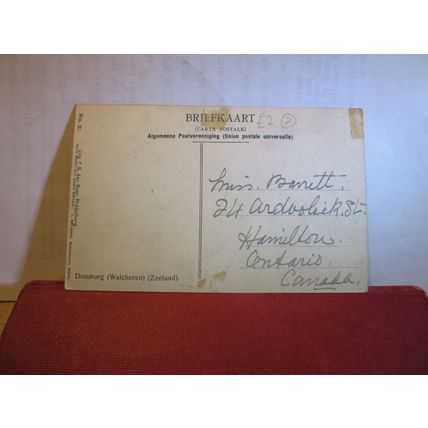 BRIEFKAART
(CARTE POSTALE)
Algemeene Postvereeniging (Union postale universelle)
£2
Miss. Barrett,
24 St.
Hamilton.
Ontario.
Canada.
Domburg (Walcheren) (Zeeland).